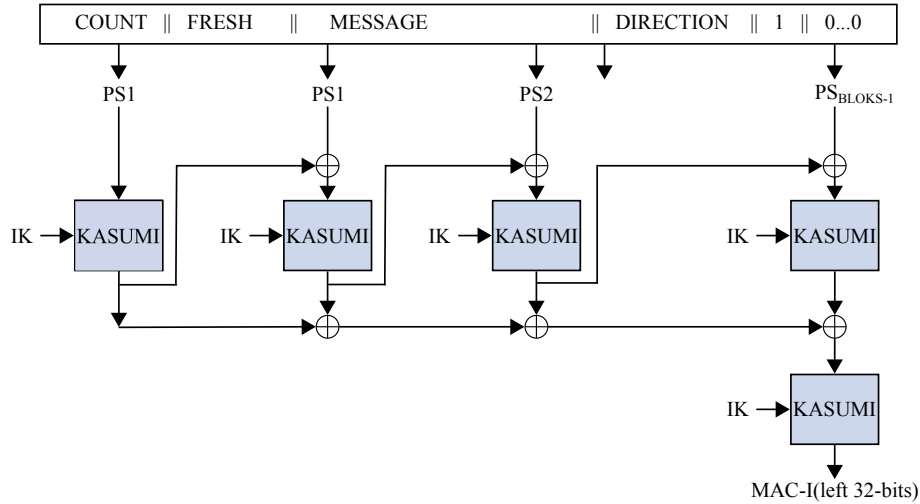 COUNT || FRESH || MESSAGE || DIRECTION || 1 || 0...0
PS1 PS1 PS2 PSBLOKS-1
IK KASUMI IK KASUMI IK KASUMI IK KASUMI
IK KASUMI
MAC-I(left 32-bits)